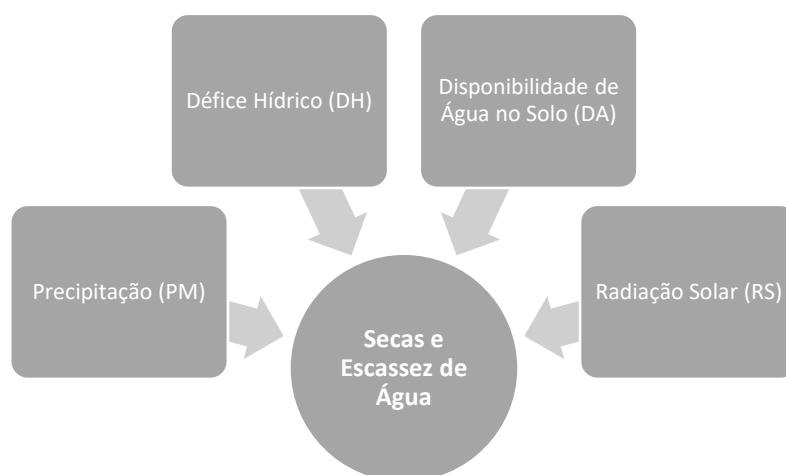 Défice Hídrico (DH)
Disponibilidade de
Água no Solo (DA)
Precipitação (PM)
Radiação Solar (RS)
Secas e
Escassez de
Água